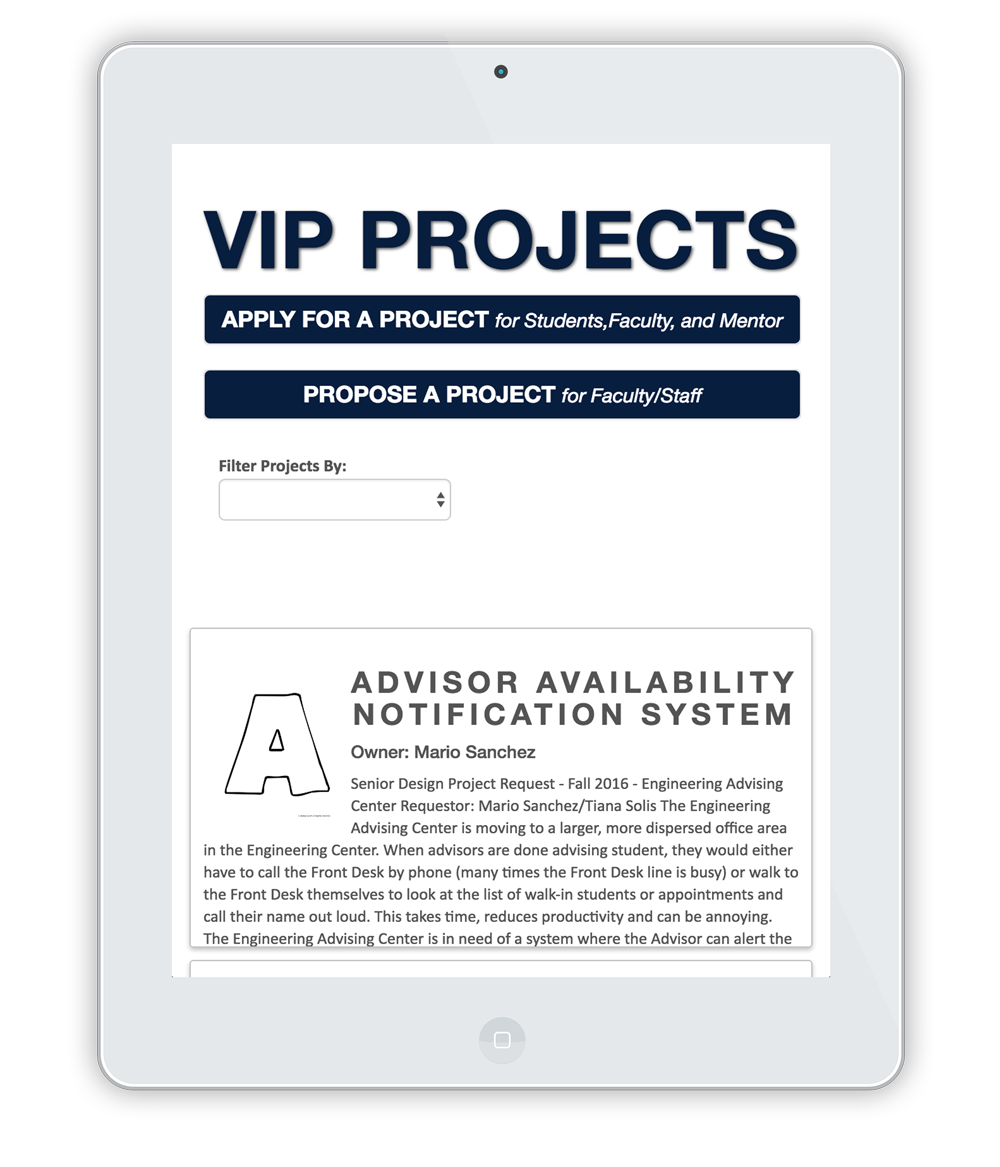 VIP PROJECTS
APPLY FOR A PROJECT for Students,Faculty, and Mentor
PROPOSE A PROJECT for Faculty/Staff
Filter Projects By:
A
ADVISOR AVAILABILITY
NOTIFICATION SYSTEM
Owner: Mario Sanchez
Senior Design Project Request - Fall 2016 - Engineering Advising
Center Requestor: Mario Sanchez/Tiana Solis The Engineering
Advising Center is moving to a larger, more dispersed office area
in the Engineering Center. When advisors are done advising student, they would either
have to call the Front Desk by phone (many times the Front Desk line is busy) or walk to
the Front Desk themselves to look at the list of walk-in students or appointments and
call their name out loud. This takes time, reduces productivity and can be annoying.
The Engineering Advising Center is in need of a system where the Advisor can alert the